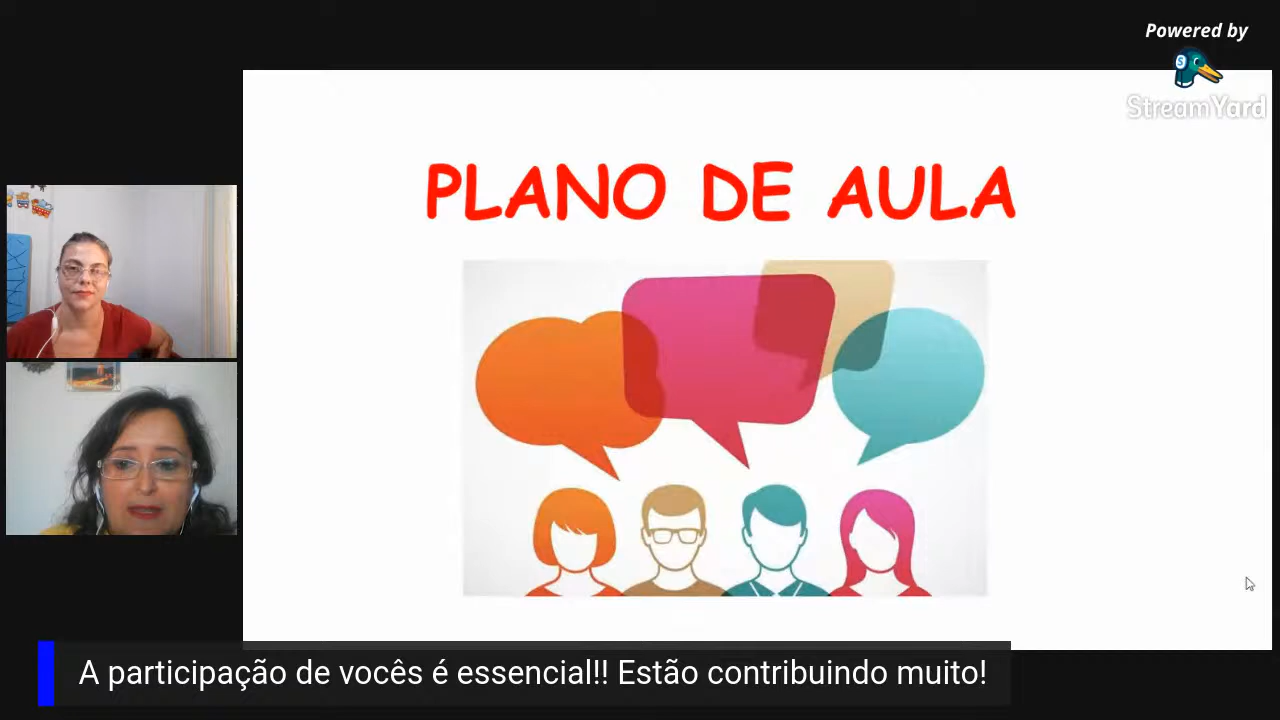 Powered by
StreamYard
PLANO DE AULA
A participação de vocês é essencial!! Estão contribuindo muito!